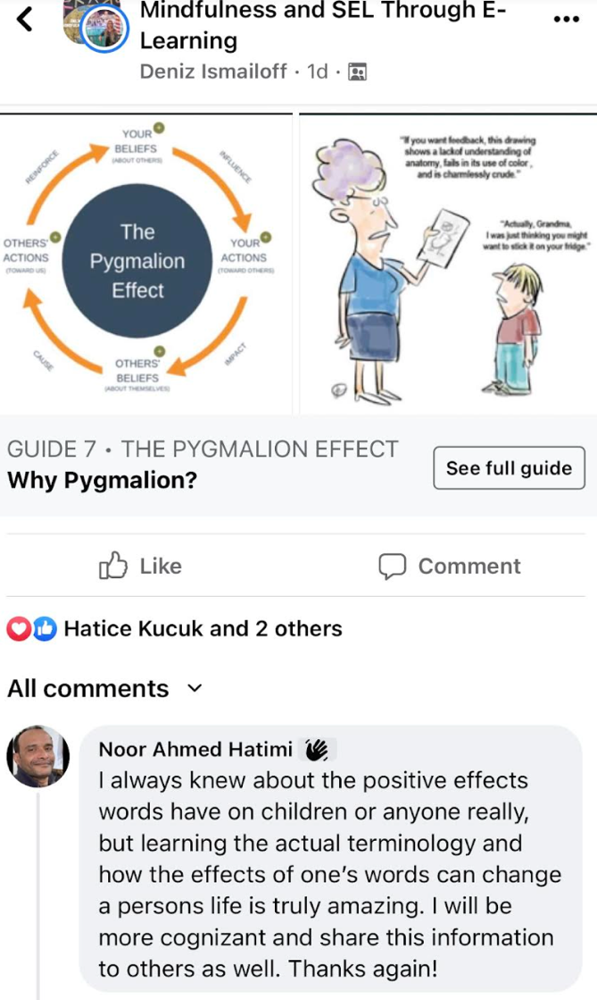 Mindfulness and SEL Through E-
Learning
Deniz Ismailoff · 1d ·
YOUR
BELIEFS
(ABOUT OTHERS)
REINFORCE
INFLUENCE
OTHERS'
ACTIONS
(TOWARD US)
The
Pygmalion
Effect
YOUR
ACTIONS
(TOWARD OTHERS)
CAUSE
IMPACT
OTHERS'
BELIEFS
(ABOUT THEMSELVES)
"If you want feedback, this drawing
shows a lack of understanding of
anatomy, fails in its use of color,
and is charmlessly crude."
"Actually, Grandma,
I was just thinking you might
want to stick it on your fridge."
GUIDE 7 • THE PYGMALION EFFECT
Why Pygmalion?
See full guide
Like
Comment
Hatice Kucuk and 2 others
All comments
Noor Ahmed Hatimi
I always knew about the positive effects
words have on children or anyone really,
but learning the actual terminology and
how the effects of one's words can change
a persons life is truly amazing. I will be
more cognizant and share this information
to others as well. Thanks again!